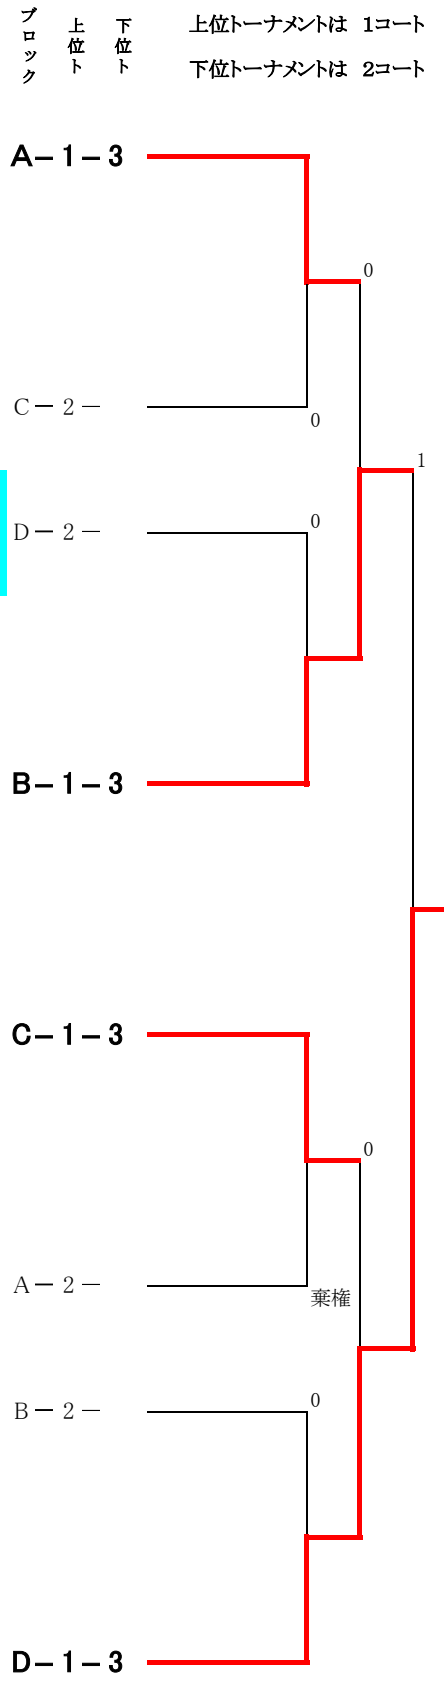 ブロック
上位ト
下位ト
上位トーナメントは 1コート
下位トーナメントは 2コート
A－1－3
0
C－2－
0
1
D－2－
0
B－1－3
C－1－3
0
A－2－
棄権
B－2－
0
D－1－3